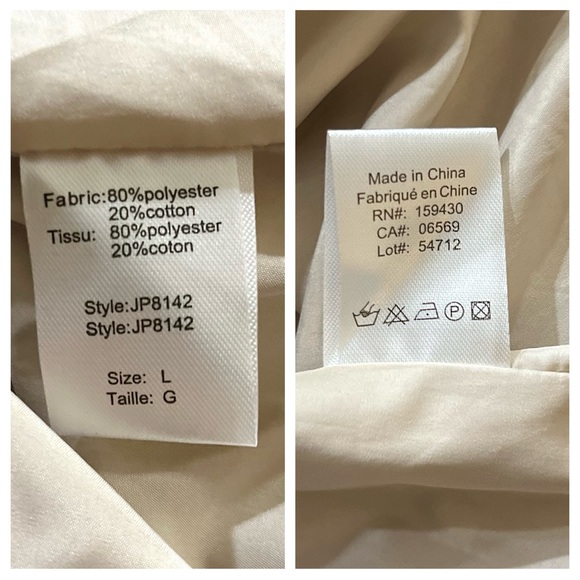 Fabric:80%polyester
20%cotton
Tissu: 80%polyester
20%coton
Style:JP8142
Style:JP8142
Size: L
Taille: G
Made in China
Fabriqué en Chine
RN#: 159430
CA#: 06569
Lot#: 54712
P